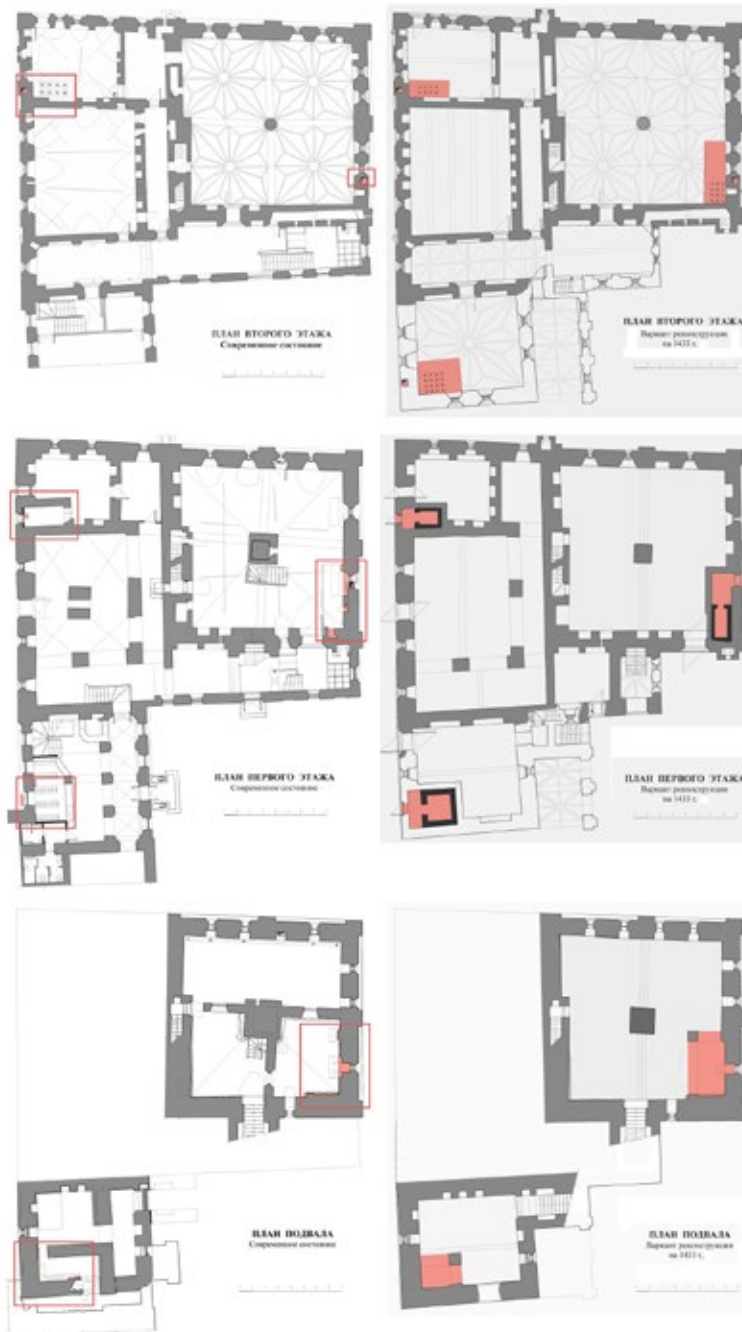 ПЛАН ВТОРОГО ЭТАЖА
Современное состояние
ПЛАН ВТОРОГО ЭТАЖА
Вариант реконструкции
на 1433 г.
ПЛАН ПЕРВОГО ЭТАЖА
Современное состояние
ПЛАН ПЕРВОГО ЭТАЖА
Вариант реконструкции
на 1433 г.
ПЛАН ПОДВАЛА
Современное состояние
ПЛАН ПОДВАЛА
Вариант реконструкции
на 1433 г.